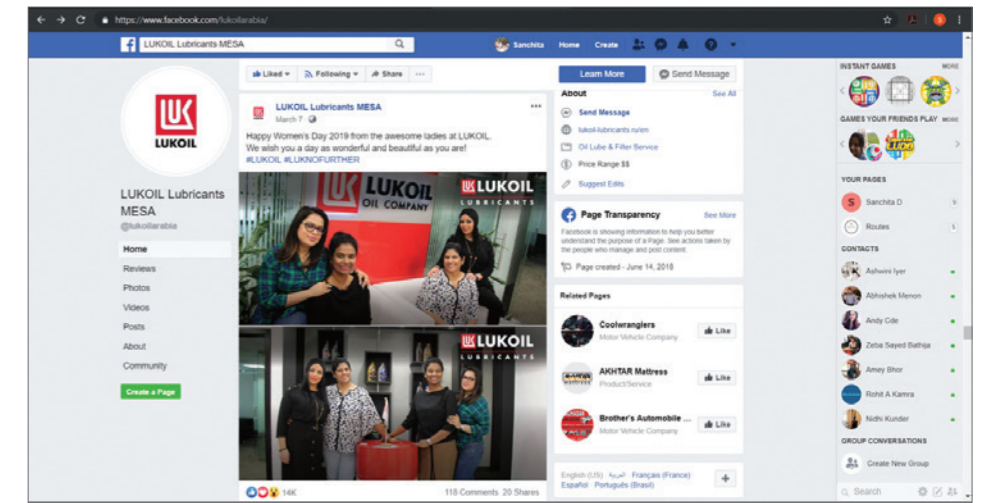 https://www.facebook.com/lukoilarabia/
LUKOIL Lubricants MESA
Sanchita Home Create
LUK
LUKOIL
LUKOIL Lubricants
MESA
@lukoilarabia
Home
Reviews
Photos
Videos
Posts
About
Community
Create a Page
Liked Following Share ...
LUKOIL Lubricants MESA
March 7
Happy Women's Day 2019 from the awesome ladies at LUKOIL.
We wish you a day as wonderful and beautiful as you are!
#LUKOIL #LUKNOFURTHER
LUKOIL
OIL COMPANY
LUKOIL
LUBRICANTS
LUKOIL
LUBRICANTS
14K
118 Comments 20 Shares
Learn More
Send Message
About
See All
Send Message
lukoil-lubricants.ru/en
Oil Lube & Filter Service
Price Range $$
Suggest Edits
Page Transparency
See More
Facebook is showing information to help you better
understand the purpose of a Page. See actions taken by
the people who manage and post content.
Page created - June 14, 2016
Related Pages
Coolwranglers
Motor Vehicle Company
Like
AKHTAR Mattress
Product/Service
Like
Brother's Automobile ...
Motor Vehicle Company
Like
English (US) · العربية · Français (France)
Español · Português (Brasil)
INSTANT GAMES
MORE
GAMES YOUR FRIENDS PLAY
MORE
LUDO
YOUR PAGES
S
Sanchita D
Routes
CONTACTS
Ashwini Iyer
Abhishek Menon
Andy Cde
Zeba Sayed Bathija
Amey Bhor
Rohit A Kamra
Nidhi Kunder
GROUP CONVERSATIONS
Create New Group
Search